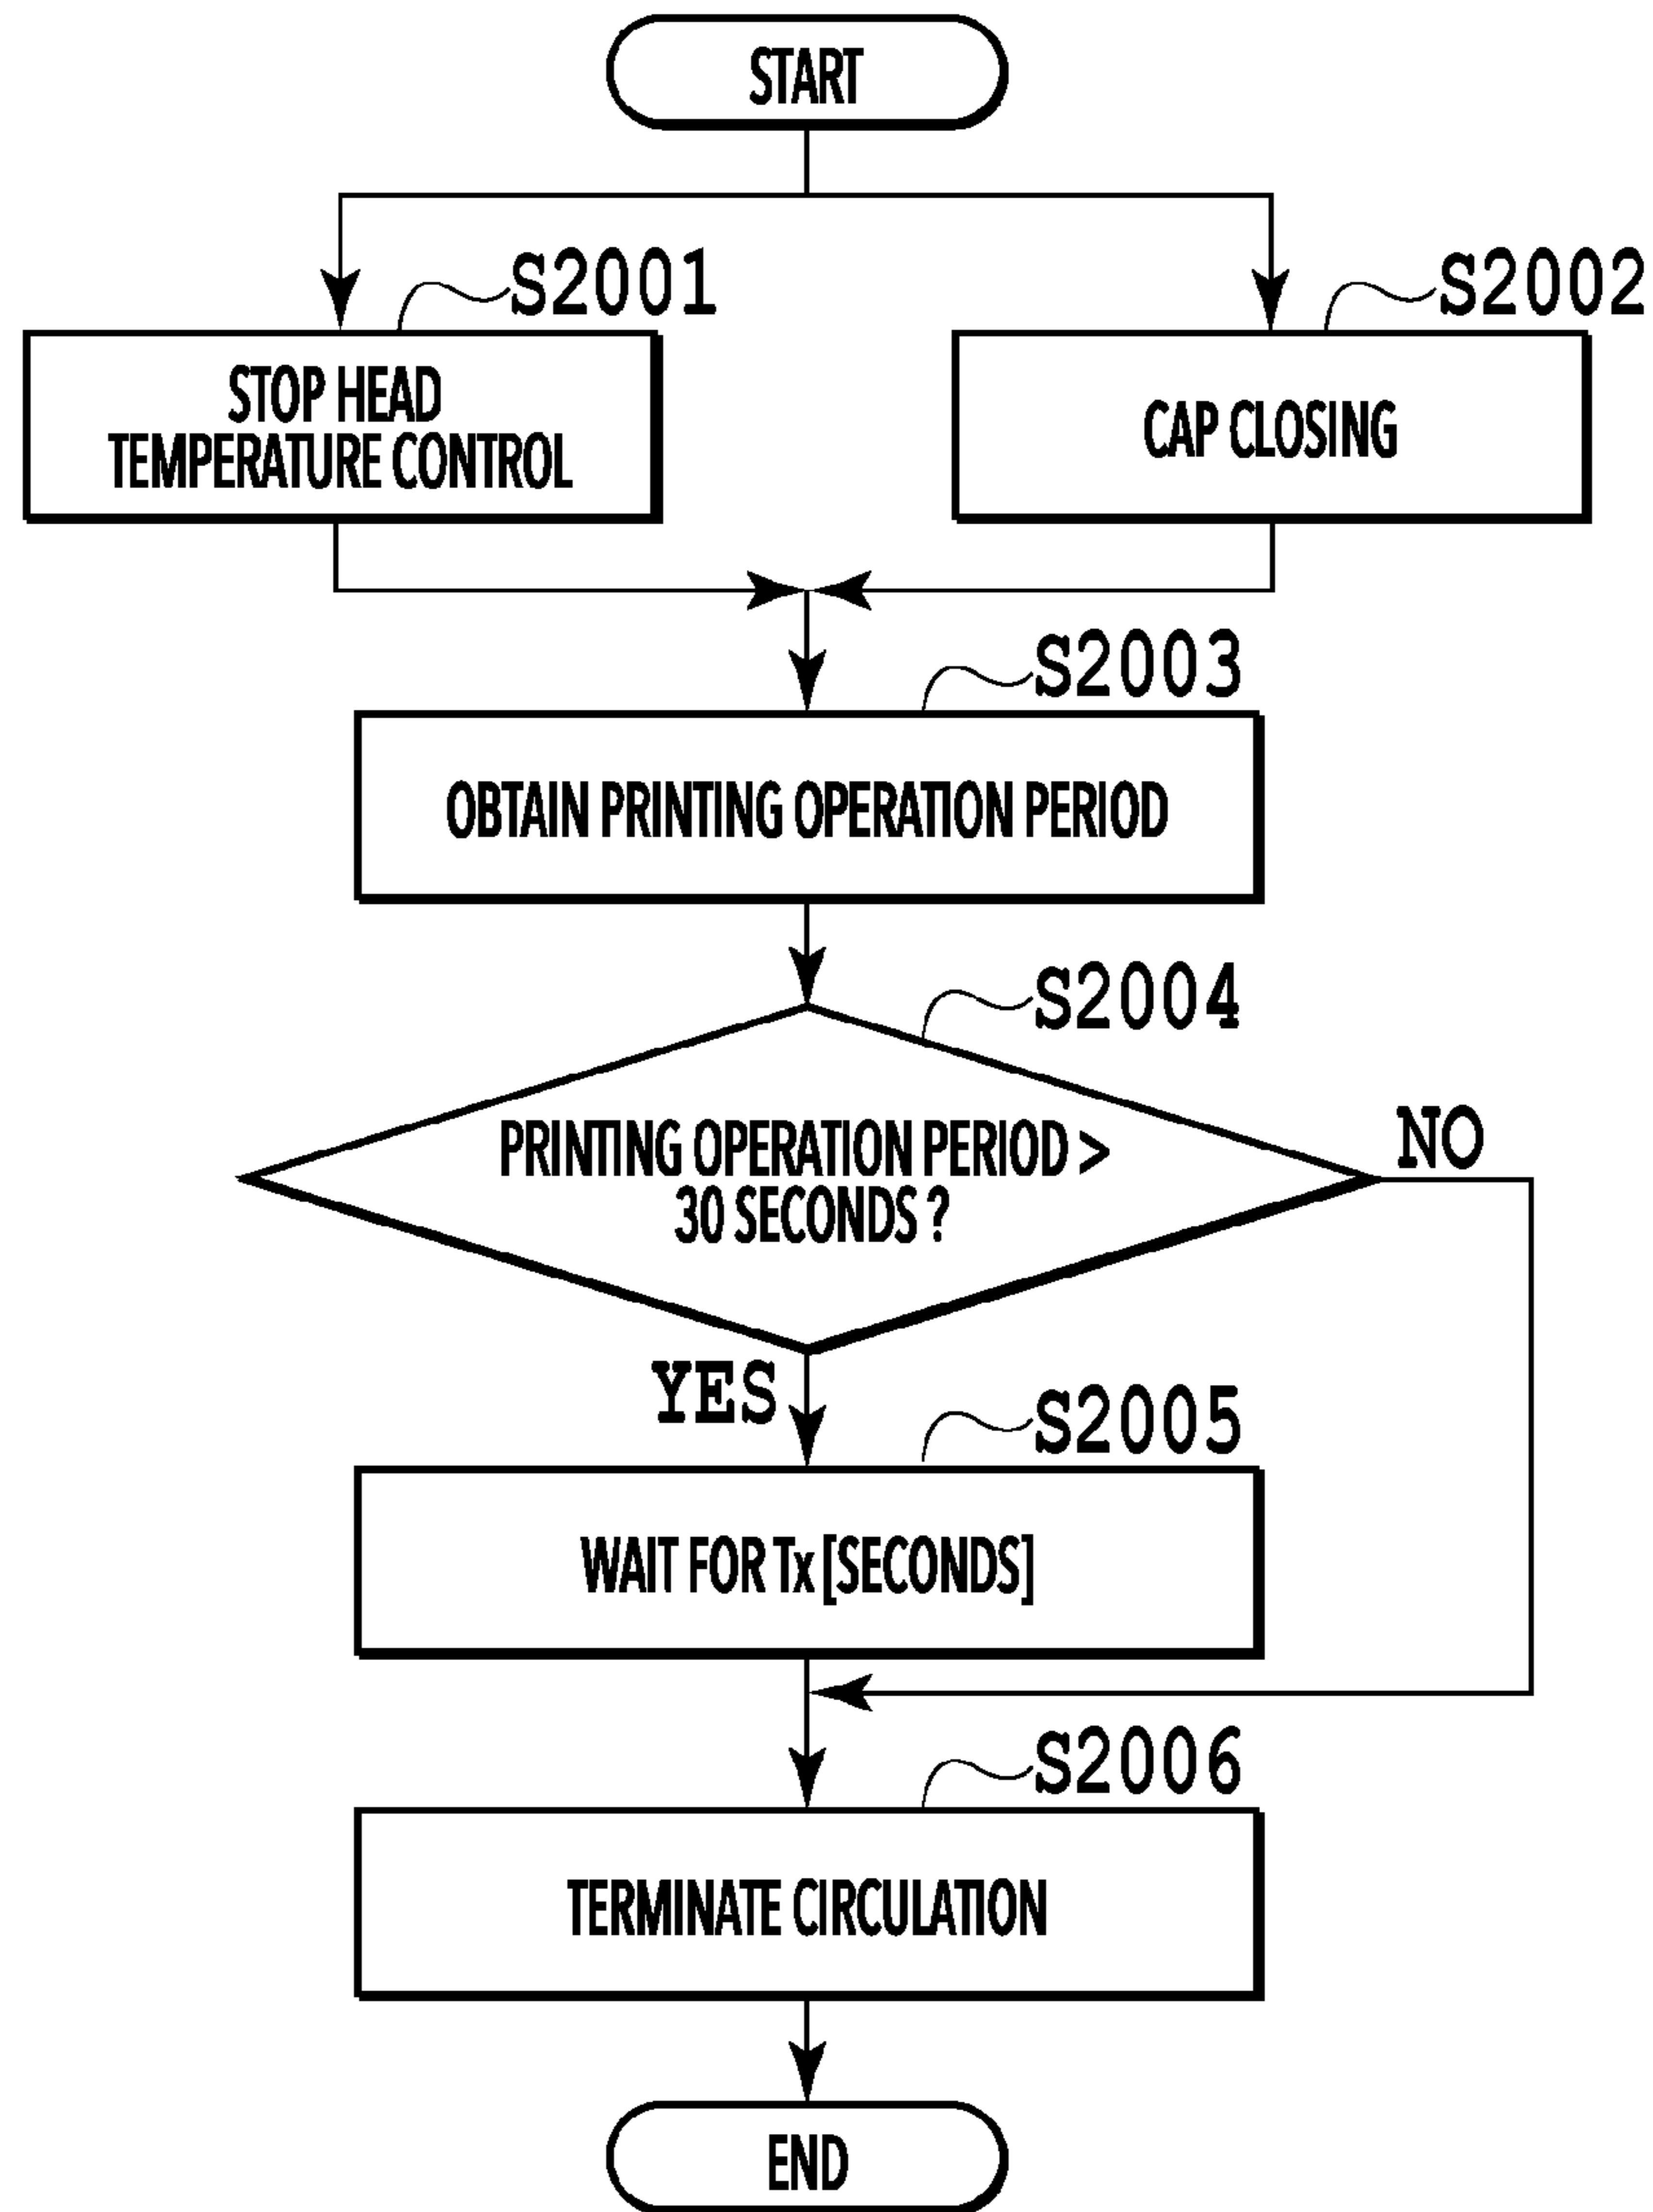 START
S2001
S2002
STOP HEAD
TEMPERATURE CONTROL
CAP CLOSING
S2003
OBTAIN PRINTING OPERATION PERIOD
S2004
PRINTING OPERATION PERIOD >
30 SECONDS ?
NO
YES
S2005
WAIT FOR Tx [SECONDS]
S2006
TERMINATE CIRCULATION
END